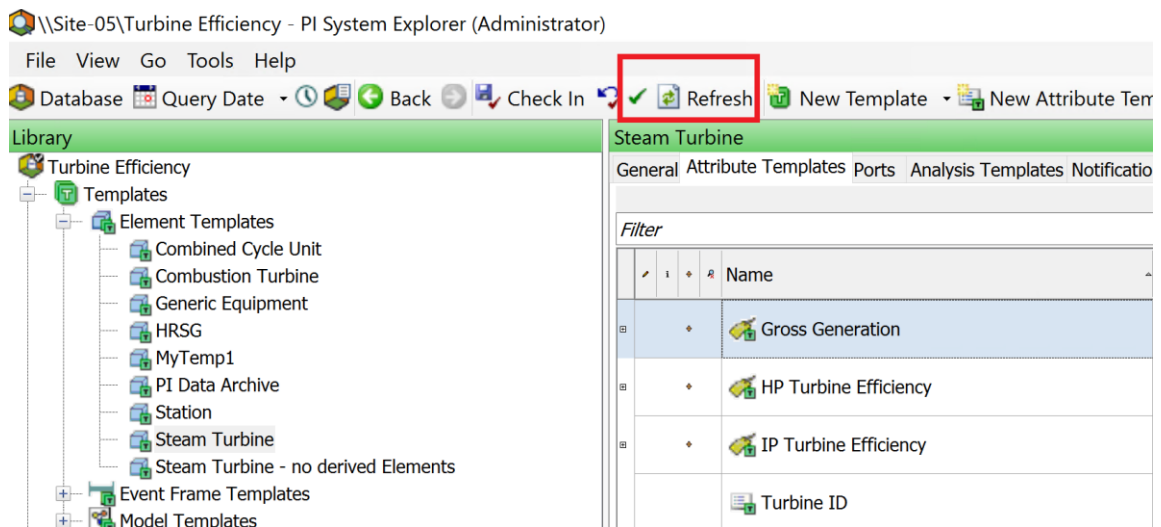 \\Site-05\Turbine Efficiency - PI System Explorer (Administrator)
File View Go Tools Help
Database Query Date Back Check In Refresh New Template New Attribute Tem
Library
Turbine Efficiency
Templates
Element Templates
Combined Cycle Unit
Combustion Turbine
Generic Equipment
HRSG
MyTemp1
PI Data Archive
Station
Steam Turbine
Steam Turbine - no derived Elements
Event Frame Templates
Model Templates
Steam Turbine
General Attribute Templates Ports Analysis Templates Notificatio
Filter
Name
Gross Generation
HP Turbine Efficiency
IP Turbine Efficiency
Turbine ID